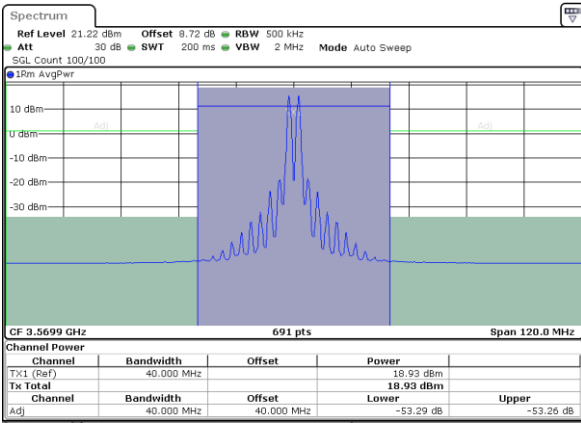 Spectrum
Ref Level 21.22 dBm Offset 8.72 dB RBW 500 kHz
Att 30 dB SWT 200 ms VBW 2 MHz Mode Auto Sweep
SGL Count 100/100
1Rm AvgPwr
10 dBm
Adj Adj
0 dBm
-10 dBm
-20 dBm
-30 dBm
CF 3.5699 GHz 691 pts Span 120.0 MHz
Channel Power
Channel Bandwidth Offset Power
TX1 (Ref) 40.000 MHz 18.93 dBm
Tx Total 18.93 dBm
Channel Bandwidth Offset Lower Upper
Adj 40.000 MHz 40.000 MHz -53.29 dB -53.26 dB